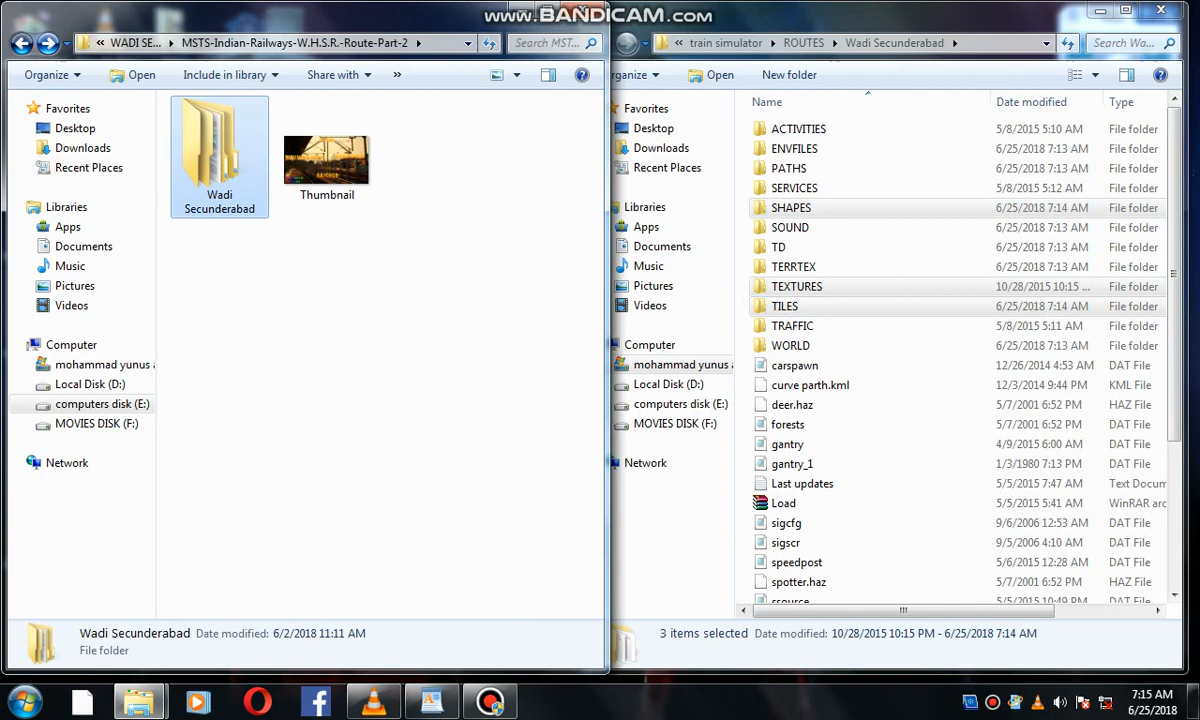 www.BANDICAM.com
« WADI SE... ▸ MSTS-Indian-Railways-W.H.S.R.-Route-Part-2 ▸
Search MST...
Organize
Open
Include in library
Share with
»
Favorites
Desktop
Downloads
Recent Places
Libraries
Apps
Documents
Music
Pictures
Videos
Computer
mohammad yunus a
Local Disk (D:)
computers disk (E:)
MOVIES DISK (F:)
Network
Wadi
Secunderabad
Thumbnail
Wadi Secunderabad Date modified: 6/2/2018 11:11 AM
File folder
« train simulator ▸ ROUTES ▸ Wadi Secunderabad ▸
Search Wa...
rganize
Open
New folder
Favorites
Desktop
Downloads
Recent Places
Libraries
Apps
Documents
Music
Pictures
Videos
Computer
mohammad yunus a
Local Disk (D:)
computers disk (E:)
MOVIES DISK (F:)
Network
Name Date modified Type
ACTIVITIES 5/8/2015 5:10 AM File folder
ENVFILES 6/25/2018 7:13 AM File folder
PATHS 6/25/2018 7:13 AM File folder
SERVICES 5/8/2015 5:12 AM File folder
SHAPES 6/25/2018 7:14 AM File folder
SOUND 6/25/2018 7:13 AM File folder
TD 6/25/2018 7:13 AM File folder
TERRTEX 6/25/2018 7:13 AM File folder
TEXTURES 10/28/2015 10:15 ... File folder
TILES 6/25/2018 7:14 AM File folder
TRAFFIC 5/8/2015 5:11 AM File folder
WORLD 6/25/2018 7:13 AM File folder
carspawn 12/26/2014 4:53 AM DAT File
curve parth.kml 12/3/2014 9:44 PM KML File
deer.haz 5/7/2001 6:52 PM HAZ File
forests 5/7/2001 6:52 PM DAT File
gantry 4/9/2015 6:00 AM DAT File
gantry_1 1/3/1980 7:13 PM DAT File
Last updates 5/5/2015 7:47 AM Text Docum
Load 5/5/2015 5:41 AM WinRAR arc
sigcfg 9/6/2006 12:53 AM DAT File
sigscr 9/5/2006 4:10 AM DAT File
speedpost 5/6/2015 12:28 AM DAT File
spotter.haz 5/7/2001 6:52 PM HAZ File
ssource 5/5/2015 10:49 PM DAT File
3 items selected Date modified: 10/28/2015 10:15 PM - 6/25/2018 7:14 AM
7:15 AM
6/25/2018